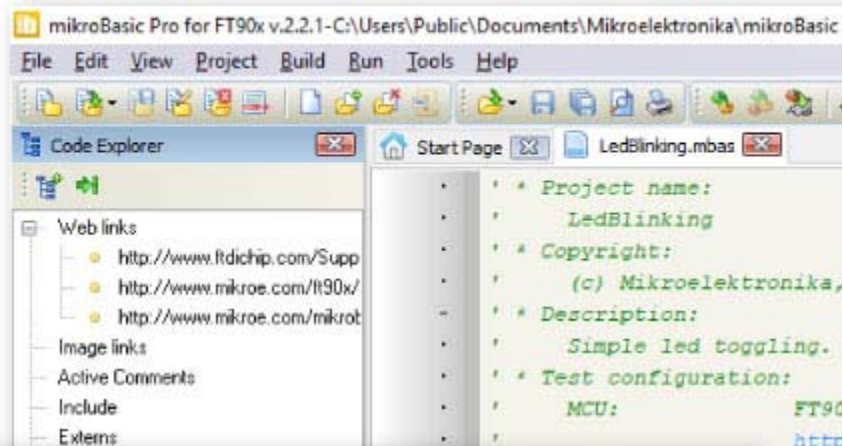 mikroBasic Pro for FT90x v.2.2.1-C:\Users\Public\Documents\Mikroelektronika\mikroBasic
File Edit View Project Build Run Tools Help
Code Explorer
Start Page LedBlinking.mbas
Web links
http://www.ftdichip.com/Supp
http://www.mikroe.com/ft90x/
http://www.mikroe.com/mikrob
Image links
Active Comments
Include
Externs
' * Project name:
' LedBlinking
' * Copyright:
' (c) Mikroelektronika,
' * Description:
' Simple led toggling.
' * Test configuration:
' MCU: FT90
' http